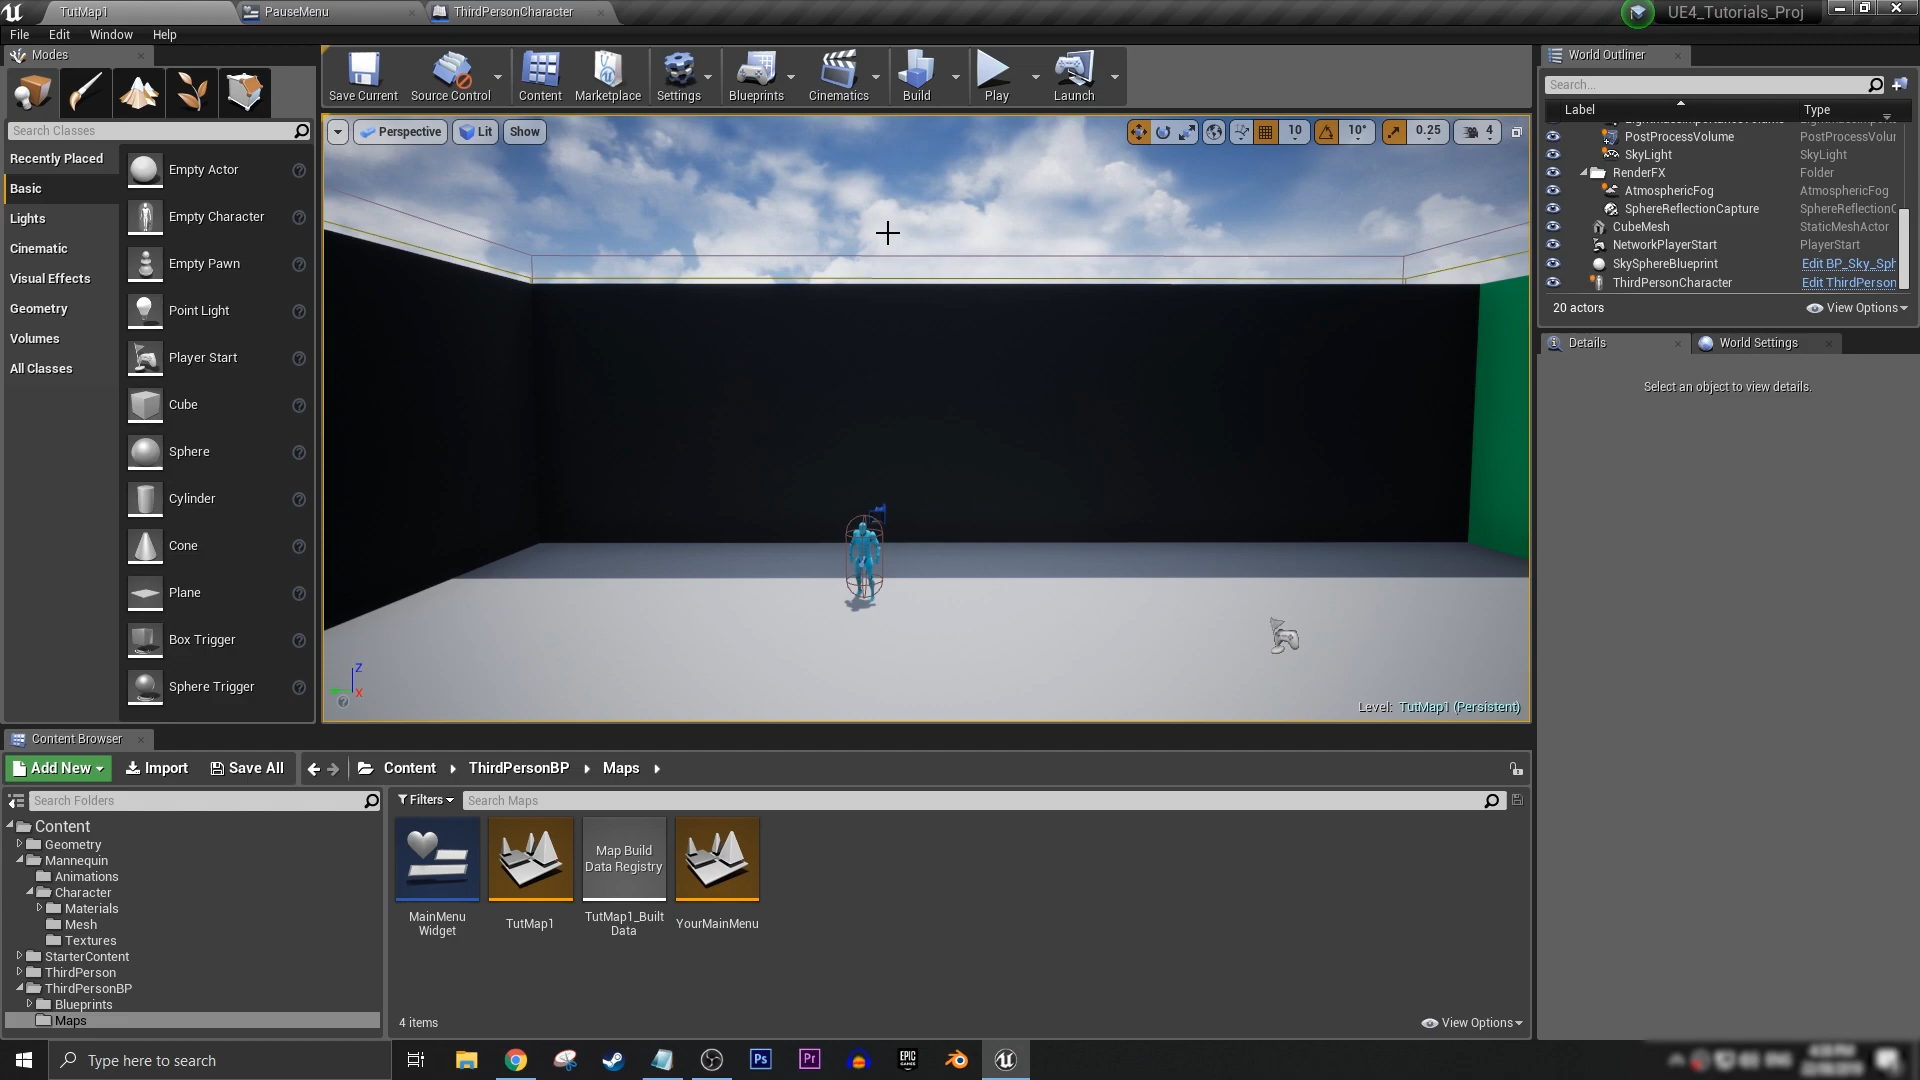 TutMap1
PauseMenu
ThirdPersonCharacter
UE4_Tutorials_Proj
File Edit Window Help
Modes
Search Classes
Recently Placed
Basic
Lights
Cinematic
Visual Effects
Geometry
Volumes
All Classes
Empty Actor
Empty Character
Empty Pawn
Point Light
Player Start
Cube
Sphere
Cylinder
Cone
Plane
Box Trigger
Sphere Trigger
Save Current
Source Control
Content
Marketplace
Settings
Blueprints
Cinematics
Build
Play
Launch
Perspective
Lit
Show
10
10°
0.25
4
Z
X
Level: TutMap1 (Persistent)
World Outliner
Search...
Label Type
PostProcessVolume PostProcessVolur
SkyLight SkyLight
RenderFX Folder
AtmosphericFog AtmosphericFog
SphereReflectionCapture SphereReflectionC
CubeMesh StaticMeshActor
NetworkPlayerStart PlayerStart
SkySphereBlueprint Edit BP_Sky_Sph
ThirdPersonCharacter Edit ThirdPerson
20 actors
View Options
Details
World Settings
Select an object to view details.
Content Browser
Add New
Import
Save All
Content
ThirdPersonBP
Maps
Search Folders
Filters
Search Maps
Content
Geometry
Mannequin
Animations
Character
Materials
Mesh
Textures
StarterContent
ThirdPerson
ThirdPersonBP
Blueprints
Maps
MainMenu
Widget
TutMap1
Map Build
Data Registry
TutMap1_Built
Data
YourMainMenu
4 items
View Options
Type here to search
Ps
Pr
EPIC
GAMES